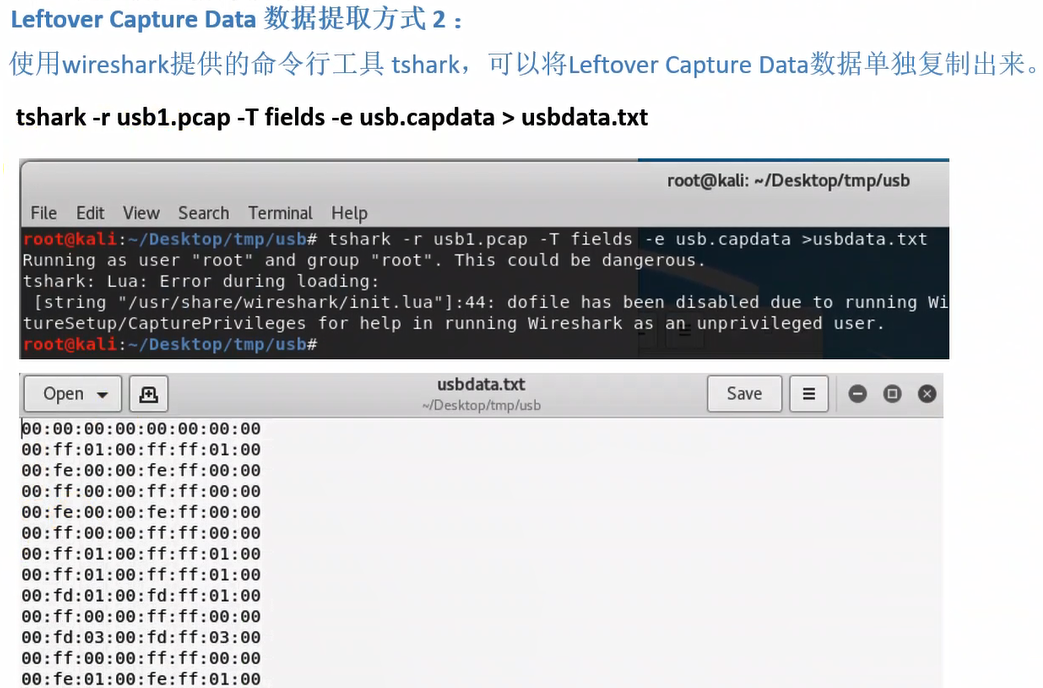 Leftover Capture Data 数据提取方式 2：
使用wireshark提供的命令行工具 tshark，可以将Leftover Capture Data数据单独复制出来。
tshark -r usb1.pcap -T fields -e usb.capdata > usbdata.txt
root@kali: ~/Desktop/tmp/usb
File Edit View Search Terminal Help
root@kali:~/Desktop/tmp/usb# tshark -r usb1.pcap -T fields -e usb.capdata >usbdata.txt
Running as user "root" and group "root". This could be dangerous.
tshark: Lua: Error during loading:
[string "/usr/share/wireshark/init.lua"]:44: dofile has been disabled due to running Wi
tureSetup/CapturePrivileges for help in running Wireshark as an unprivileged user.
root@kali:~/Desktop/tmp/usb#
Open usbdata.txt Save
~/Desktop/tmp/usb
00:00:00:00:00:00:00:00
00:ff:01:00:ff:ff:01:00
00:fe:00:00:fe:ff:00:00
00:ff:00:00:ff:ff:00:00
00:fe:00:00:fe:ff:00:00
00:ff:00:00:ff:ff:00:00
00:ff:01:00:ff:ff:01:00
00:ff:01:00:ff:ff:01:00
00:fd:01:00:fd:ff:01:00
00:ff:00:00:ff:ff:00:00
00:fd:03:00:fd:ff:03:00
00:ff:00:00:ff:ff:00:00
00:fe:01:00:fe:ff:01:00